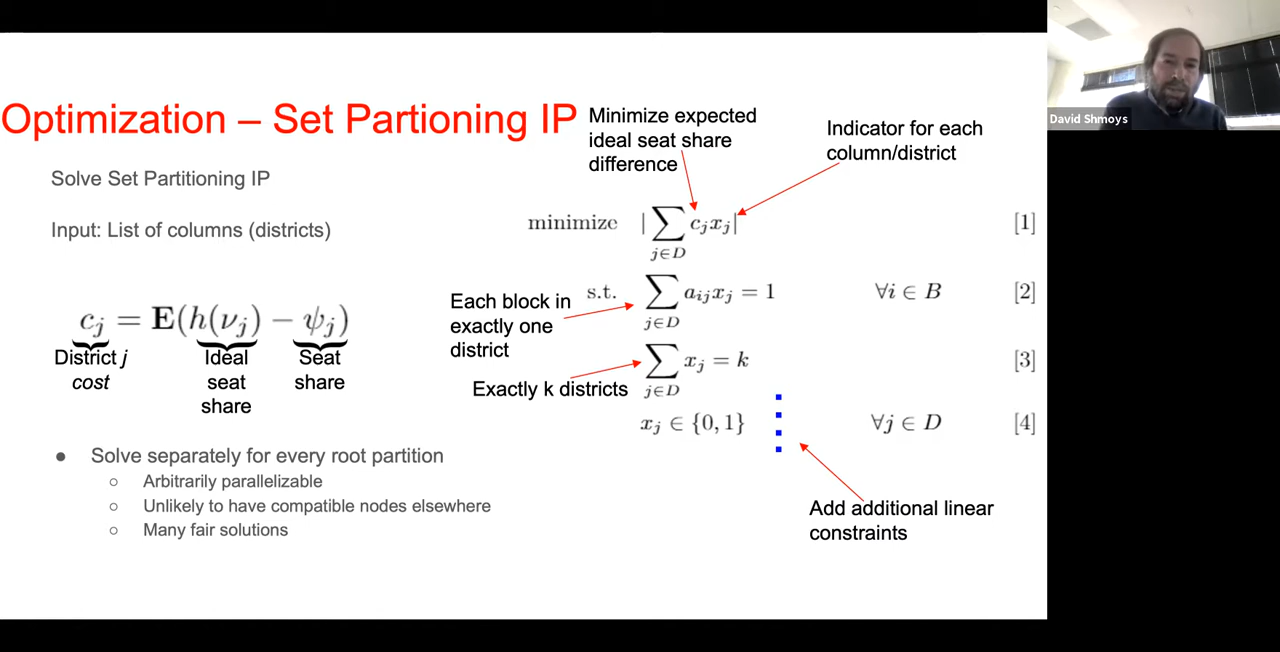 Optimization – Set Partioning IP
Solve Set Partitioning IP
Input: List of columns (districts)
c_j = E(h(ν_j) − ψ_j)
District j
cost
Ideal
seat
share
Seat
share
● Solve separately for every root partition
○ Arbitrarily parallelizable
○ Unlikely to have compatible nodes elsewhere
○ Many fair solutions
Minimize expected
ideal seat share
difference
Indicator for each
column/district
minimize |∑_{j∈D} c_j x_j| [1]
Each block in
exactly one
district
s.t. ∑_{j∈D} a_{ij} x_j = 1 ∀i ∈ B [2]
Exactly k districts
∑_{j∈D} x_j = k [3]
x_j ∈ {0, 1} ∀j ∈ D [4]
Add additional linear
constraints
David Shmoys